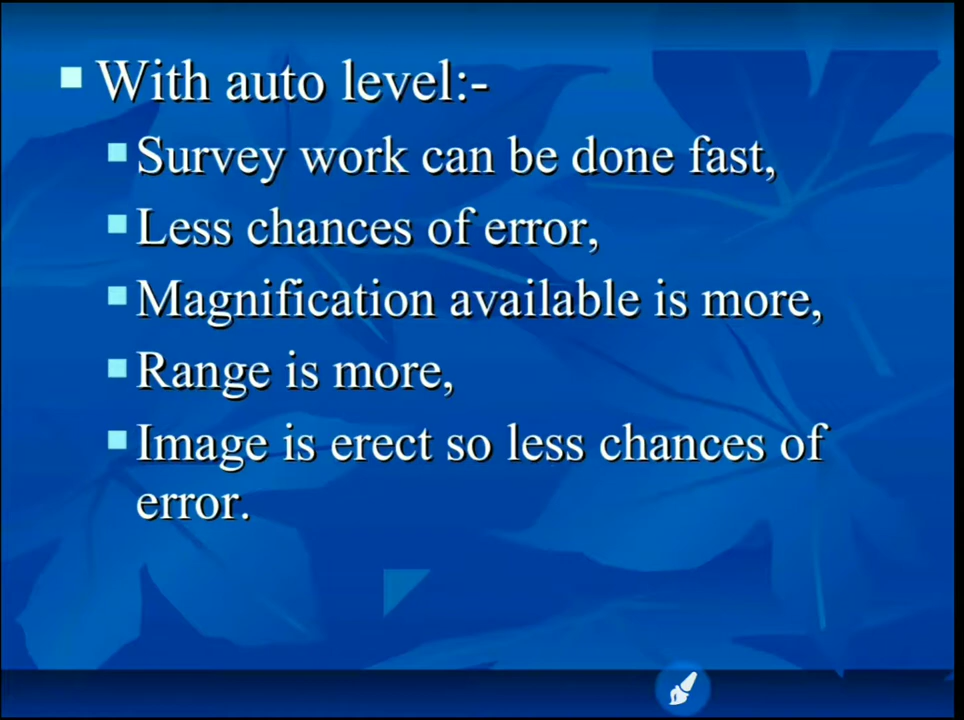 With auto level:-
Survey work can be done fast,
Less chances of error,
Magnification available is more,
Range is more,
Image is erect so less chances of
error.